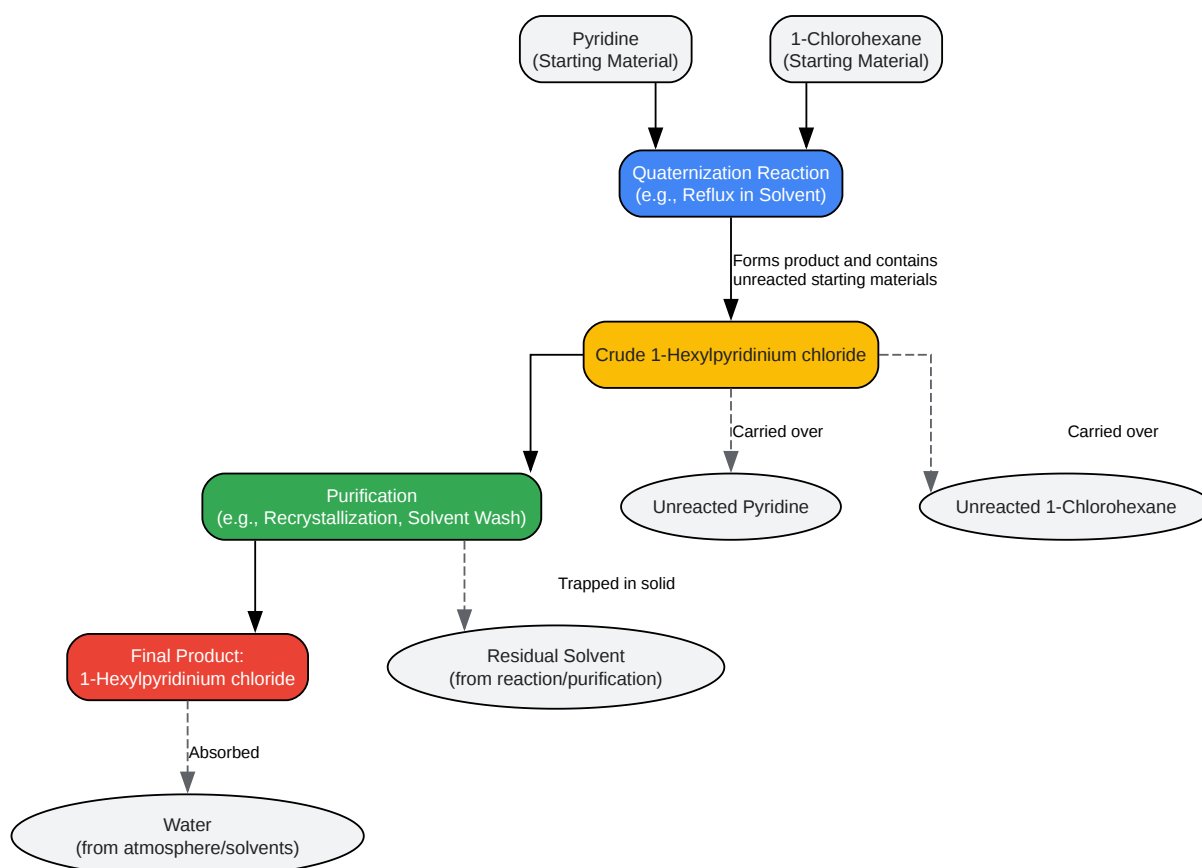 Pyridine
(Starting Material)
1-Chlorohexane
(Starting Material)
Quaternization Reaction
(e.g., Reflux in Solvent)
Forms product and contains
unreacted starting materials
Crude 1-Hexylpyridinium chloride
Carried over
Carried over
Purification
(e.g., Recrystallization, Solvent Wash)
Unreacted Pyridine
Unreacted 1-Chlorohexane
Trapped in solid
Final Product:
1-Hexylpyridinium chloride
Residual Solvent
(from reaction/purification)
Absorbed
Water
(from atmosphere/solvents)